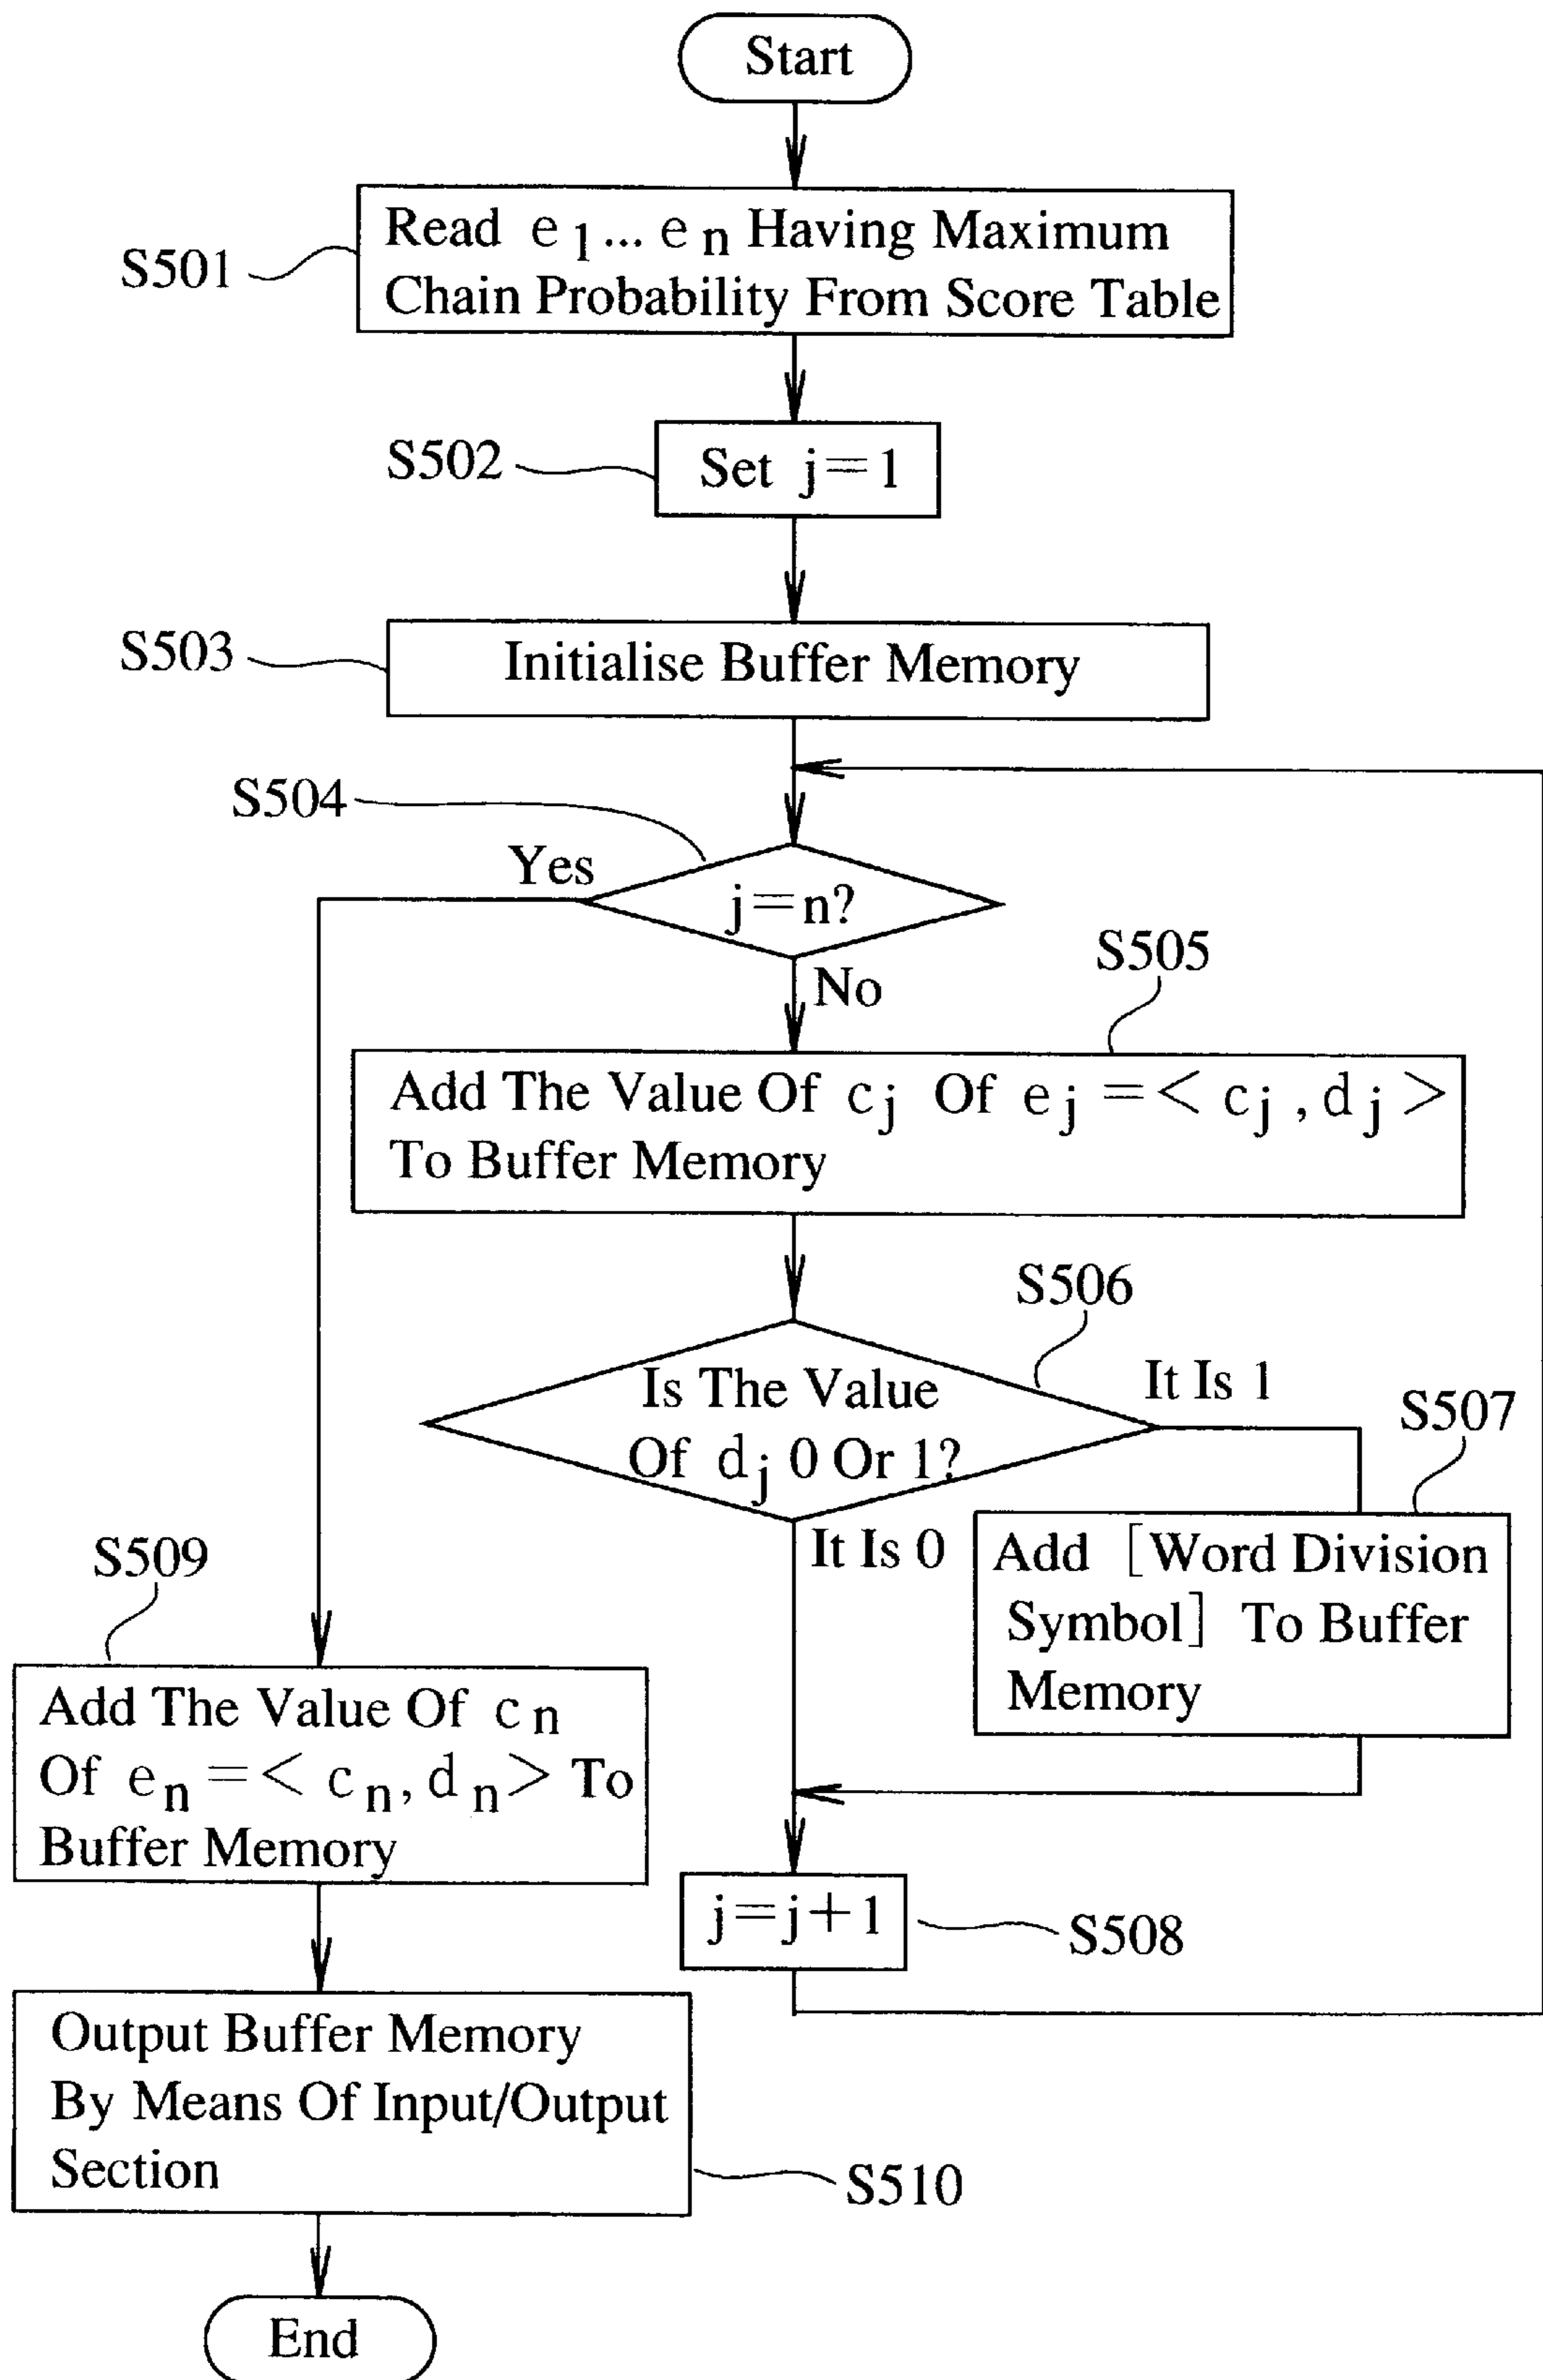 Start
S501
Read e1... en Having Maximum
Chain Probability From Score Table
S502
Set j=1
S503
Initialise Buffer Memory
S504
Yes
j=n?
No
S505
Add The Value Of cj Of ej =< cj ,dj >
To Buffer Memory
S506
Is The Value
Of dj 0 Or 1?
It Is 1
S507
It Is 0
Add [Word Division
Symbol] To Buffer
Memory
S509
Add The Value Of cn
Of en =< cn, dn> To
Buffer Memory
j=j+1
S508
Output Buffer Memory
By Means Of Input/Output
Section
S510
End